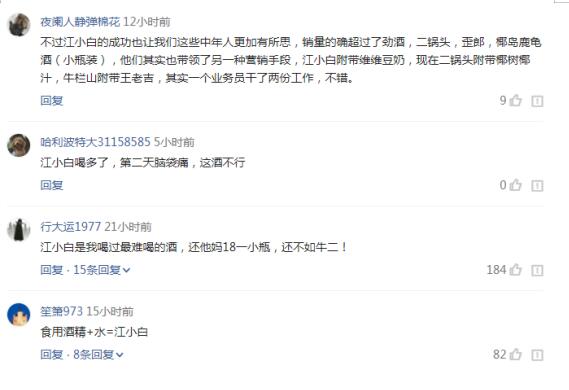 夜阑人静弹棉花 12小时前
不过江小白的成功也让我们这些中年人更加有所思，销量的确超过了劲酒，二锅头，歪郎，椰岛鹿龟
酒（小瓶装），他们其实也带领了另一种营销手段，江小白附带维维豆奶，现在二锅头附带椰树椰
汁，牛栏山附带王老吉，其实一个业务员干了两份工作，不错。
回复 9
哈利波特大31158585 5小时前
江小白喝多了，第二天脑袋痛，这酒不行
回复 0
行大运1977 21小时前
江小白是我喝过最难喝的酒，还他妈18一小瓶，还不如牛二！
回复 · 15条回复 184
笙箫973 15小时前
食用酒精+水=江小白
回复 · 8条回复 82